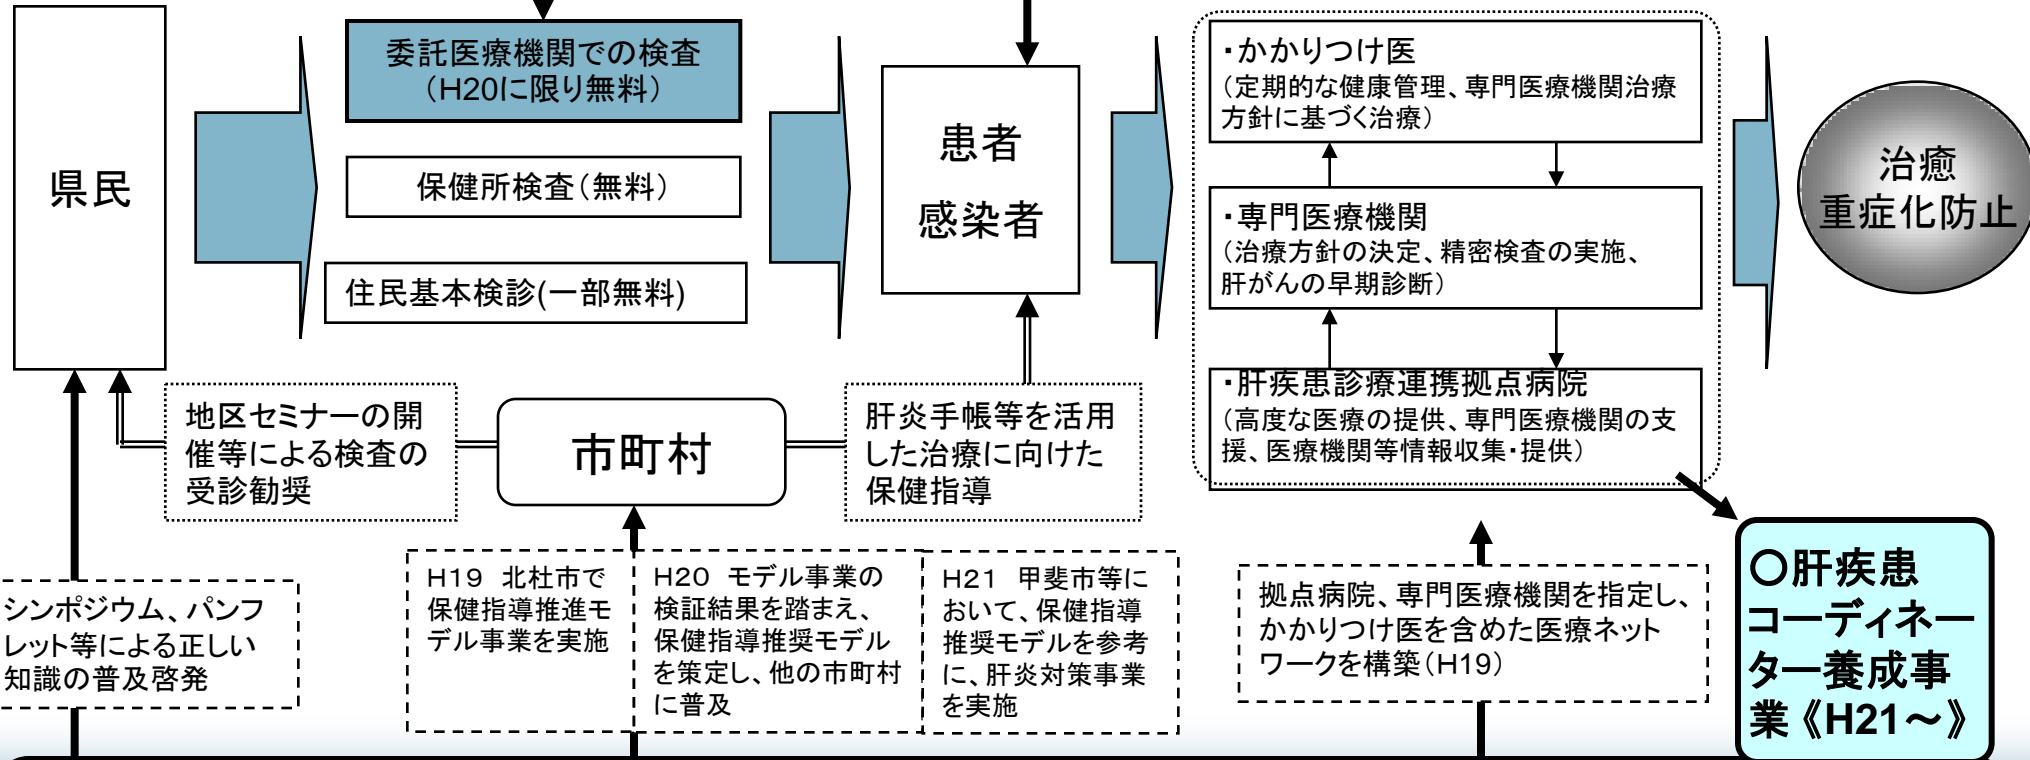 県民
委託医療機関での検査
（H20に限り無料）
保健所検査（無料）
住民基本検診(一部無料)
患者
感染者
・かかりつけ医
（定期的な健康管理、専門医療機関治療
方針に基づく治療）
・専門医療機関
（治療方針の決定、精密検査の実施、
肝がんの早期診断）
・肝疾患診療連携拠点病院
（高度な医療の提供、専門医療機関の支
援、医療機関等情報収集・提供）
治癒
重症化防止
地区セミナーの開
催等による検査の
受診勧奨
市町村
肝炎手帳等を活用
した治療に向けた
保健指導
シンポジウム、パンフ
レット等による正しい
知識の普及啓発
H19　北杜市で
保健指導推進モ
デル事業を実施
H20　モデル事業の
検証結果を踏まえ、
保健指導推奨モデル
を策定し、他の市町村
に普及
H21　甲斐市等に
おいて、保健指導
推奨モデルを参考
に、肝炎対策事業
を実施
拠点病院、専門医療機関を指定し、
かかりつけ医を含めた医療ネット
ワークを構築（H19）
〇肝疾患
コーディネー
ター養成事
業《H21～》